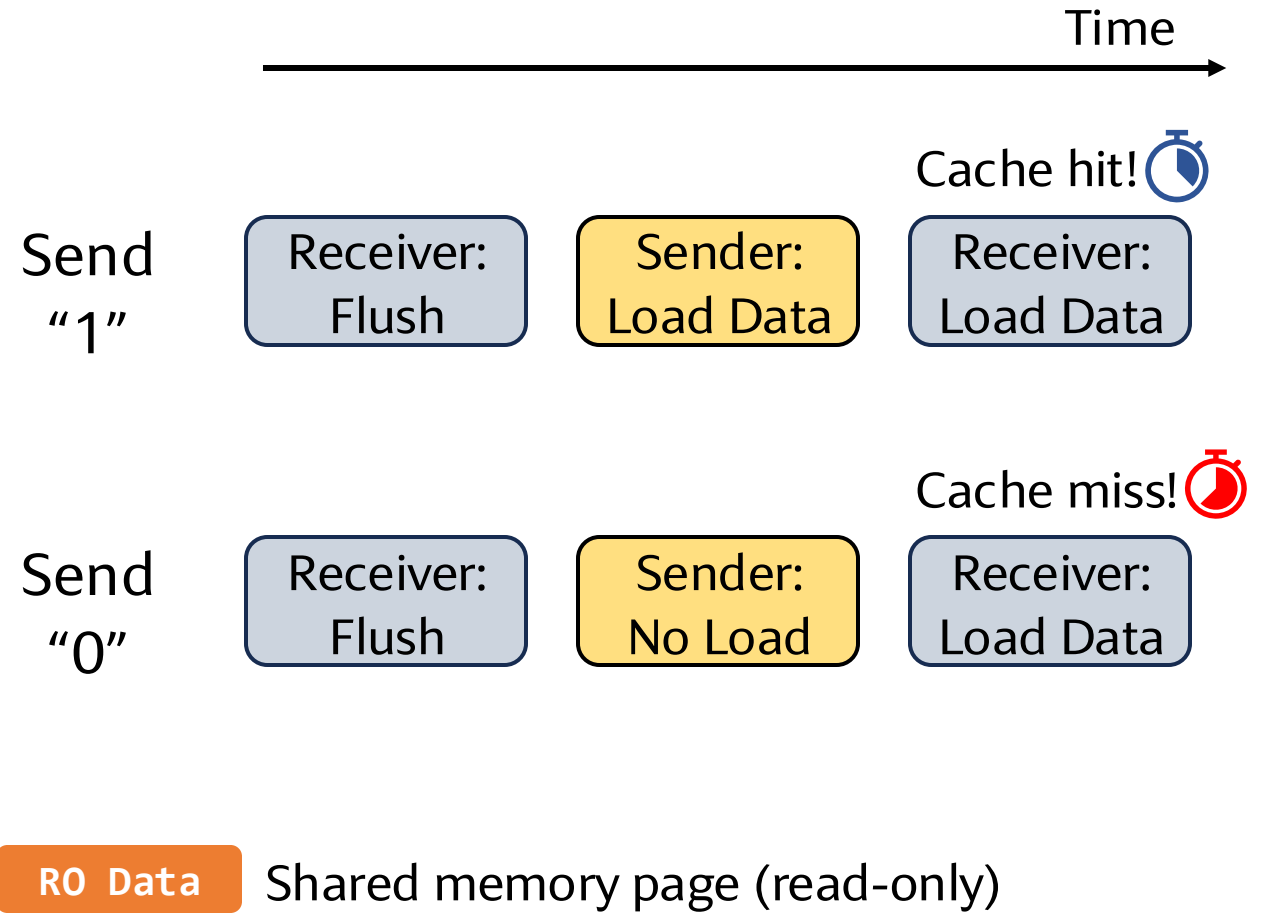 Time
Cache hit!
Send
“1”
Receiver:
Flush
Sender:
Load Data
Receiver:
Load Data
Cache miss!
Send
“0”
Receiver:
Flush
Sender:
No Load
Receiver:
Load Data
RO Data
Shared memory page (read-only)